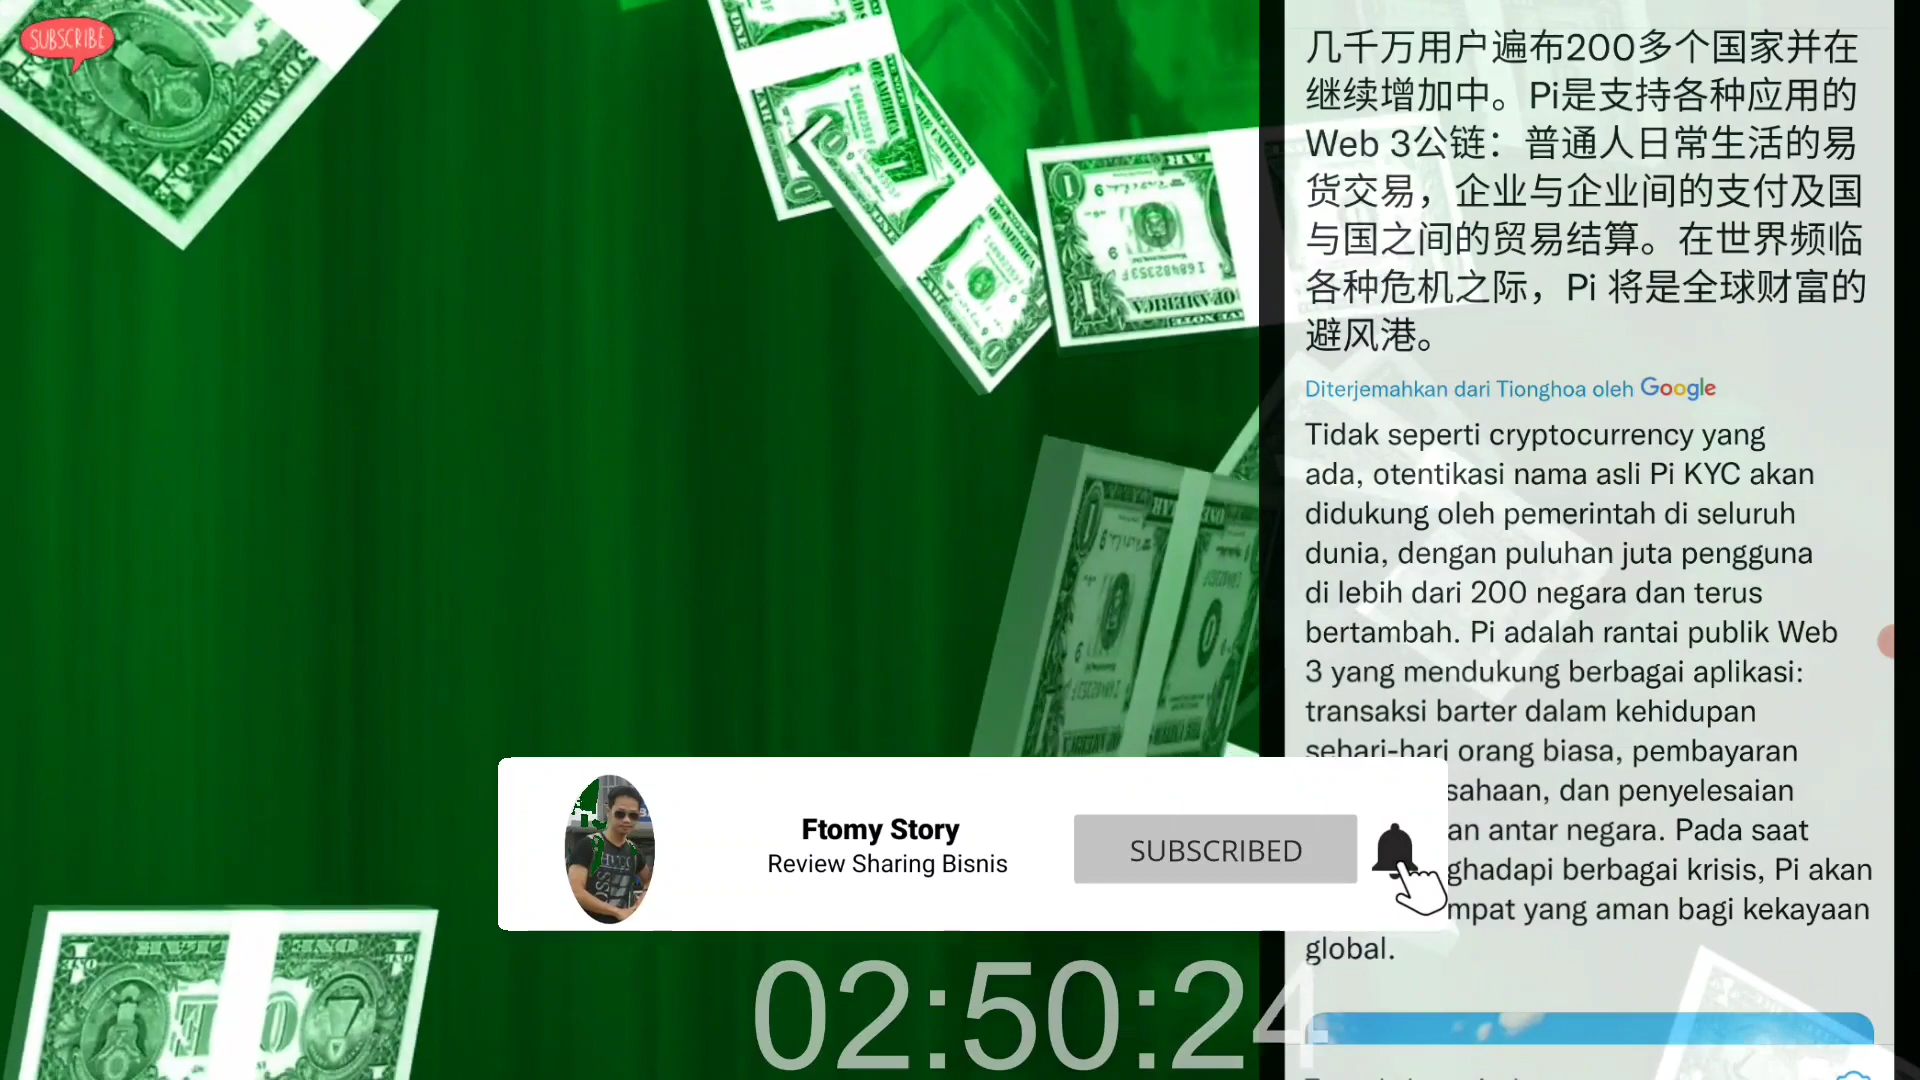 SUBSCRIBE
几千万用户遍布200多个国家并在
继续增加中。Pi是支持各种应用的
Web 3公链：普通人日常生活的易
货交易，企业与企业间的支付及国
与国之间的贸易结算。在世界频临
各种危机之际，Pi 将是全球财富的
避风港。
Diterjemahkan dari Tionghoa oleh Google
Tidak seperti cryptocurrency yang
ada, otentikasi nama asli Pi KYC akan
didukung oleh pemerintah di seluruh
dunia, dengan puluhan juta pengguna
di lebih dari 200 negara dan terus
bertambah. Pi adalah rantai publik Web
3 yang mendukung berbagai aplikasi:
transaksi barter dalam kehidupan
sehari-hari orang biasa, pembayaran
sahaan, dan penyelesaian
an antar negara. Pada saat
ghadapi berbagai krisis, Pi akan
mpat yang aman bagi kekayaan
global.
Ftomy Story
Review Sharing Bisnis
SUBSCRIBED
02:50:24